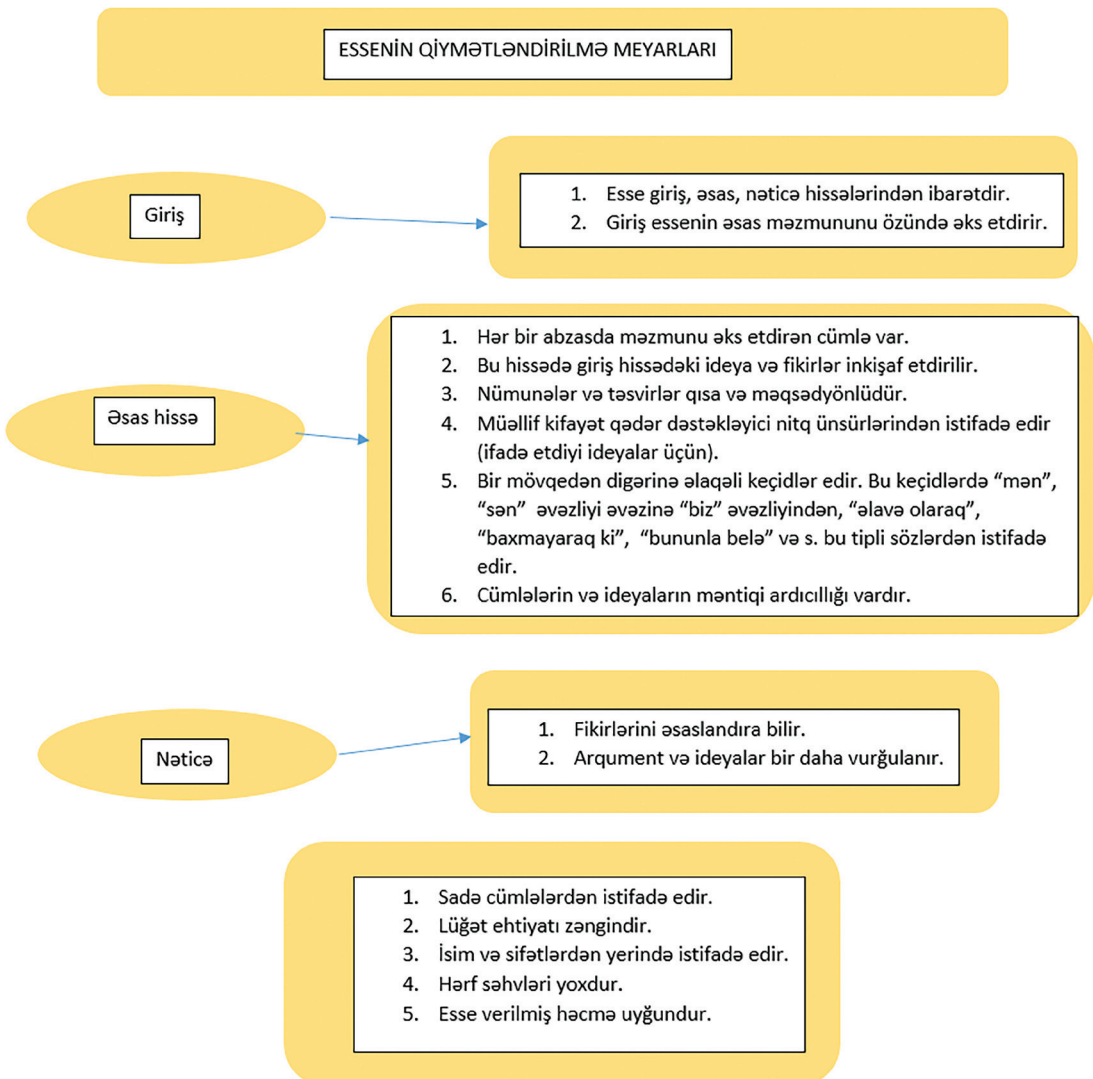 ESSENİN QİYMƏTLƏNDİRİLMƏ MEYARLARI
Giriş
1. Esse giriş, əsas, nəticə hissələrindən ibarətdir.
2. Giriş essenin əsas məzmununu özündə əks etdirir.
Əsas hissə
1. Hər bir abzasda məzmunu əks etdirən cümlə var.
2. Bu hissədə giriş hissədəki ideya və fikirlər inkişaf etdirilir.
3. Nümunələr və təsvirlər qısa və məqsədyönlüdür.
4. Müəllif kifayət qədər dəstəkləyici nitq ünsürlərindən istifadə edir
(ifadə etdiyi ideyalar üçün).
5. Bir mövqedən digərinə əlaqəli keçidlər edir. Bu keçidlərdə “mən”,
“sən” əvəzliyi əvəzinə “biz” əvəzliyindən, “əlavə olaraq”,
“baxmayaraq ki”, “bununla belə” və s. bu tipli sözlərdən istifadə
edir.
6. Cümlələrin və ideyaların məntiqi ardıcıllığı vardır.
Nəticə
1. Fikirlərini əsaslandıra bilir.
2. Arqument və ideyalar bir daha vurğulanır.
1. Sadə cümlələrdən istifadə edir.
2. Lüğət ehtiyatı zəngindir.
3. İsim və sifətlərdən yerində istifadə edir.
4. Hərf səhvləri yoxdur.
5. Esse verilmiş həcmə uyğundur.